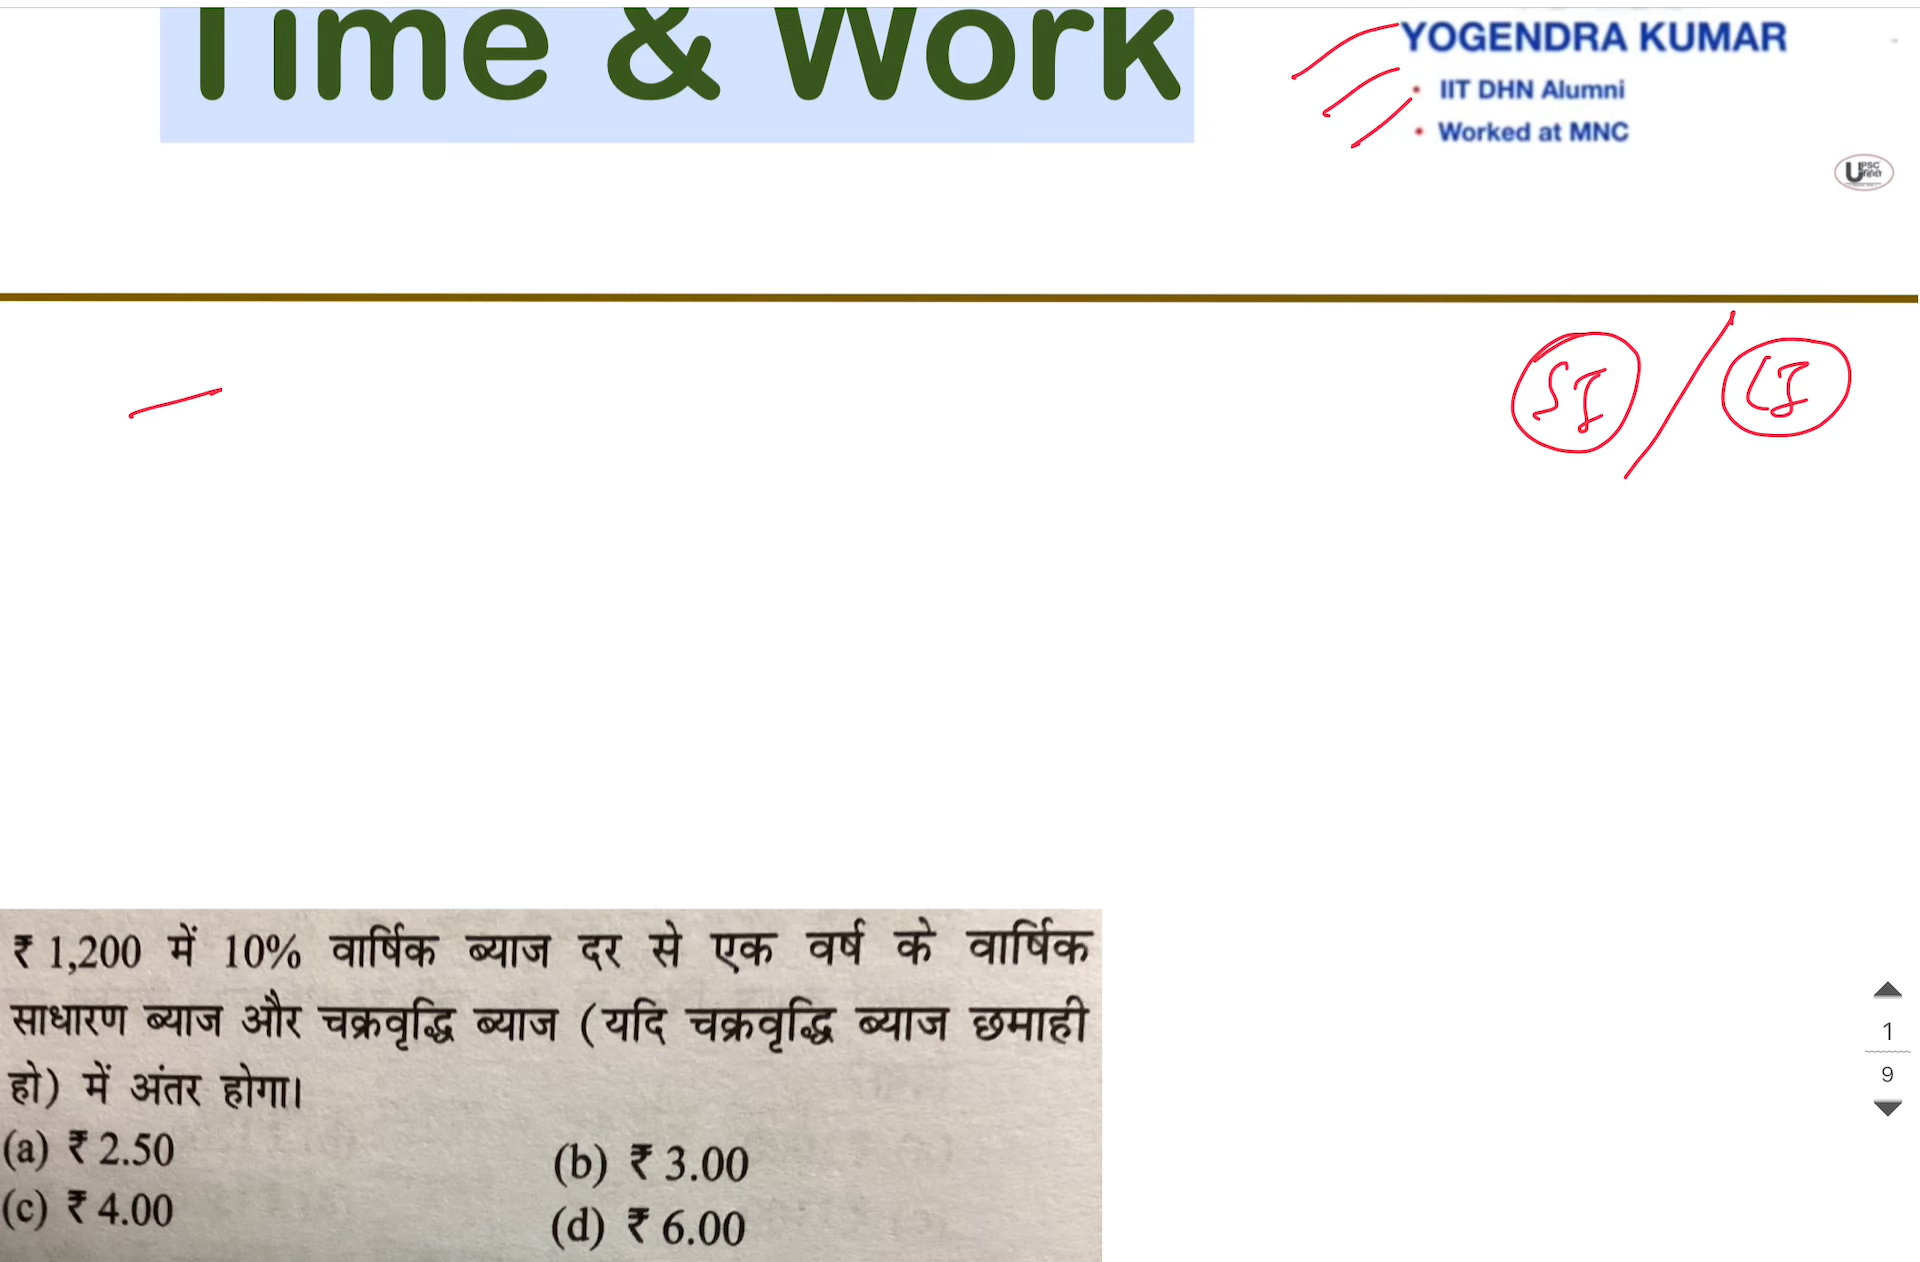 Time & Work
YOGENDRA KUMAR
• IIT DHN Alumni
• Worked at MNC
UPSC
SI / CI
₹ 1,200 में 10% वार्षिक ब्याज दर से एक वर्ष के वार्षिक
साधारण ब्याज और चक्रवृद्धि ब्याज (यदि चक्रवृद्धि ब्याज छमाही
हो) में अंतर होगा।
(a) ₹ 2.50 (b) ₹ 3.00
(c) ₹ 4.00 (d) ₹ 6.00
1
9